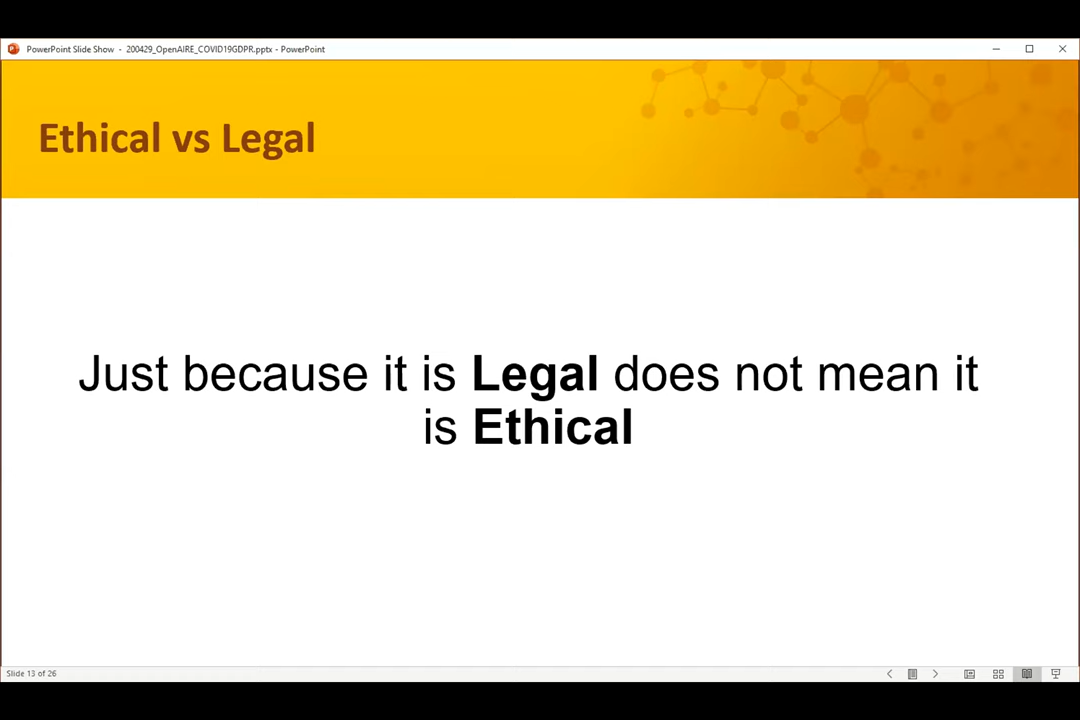 PowerPoint Slide Show - 200429_OpenAIRE_COVID19GDPR.pptx - PowerPoint
Ethical vs Legal
Just because it is Legal does not mean it
is Ethical
Slide 13 of 26